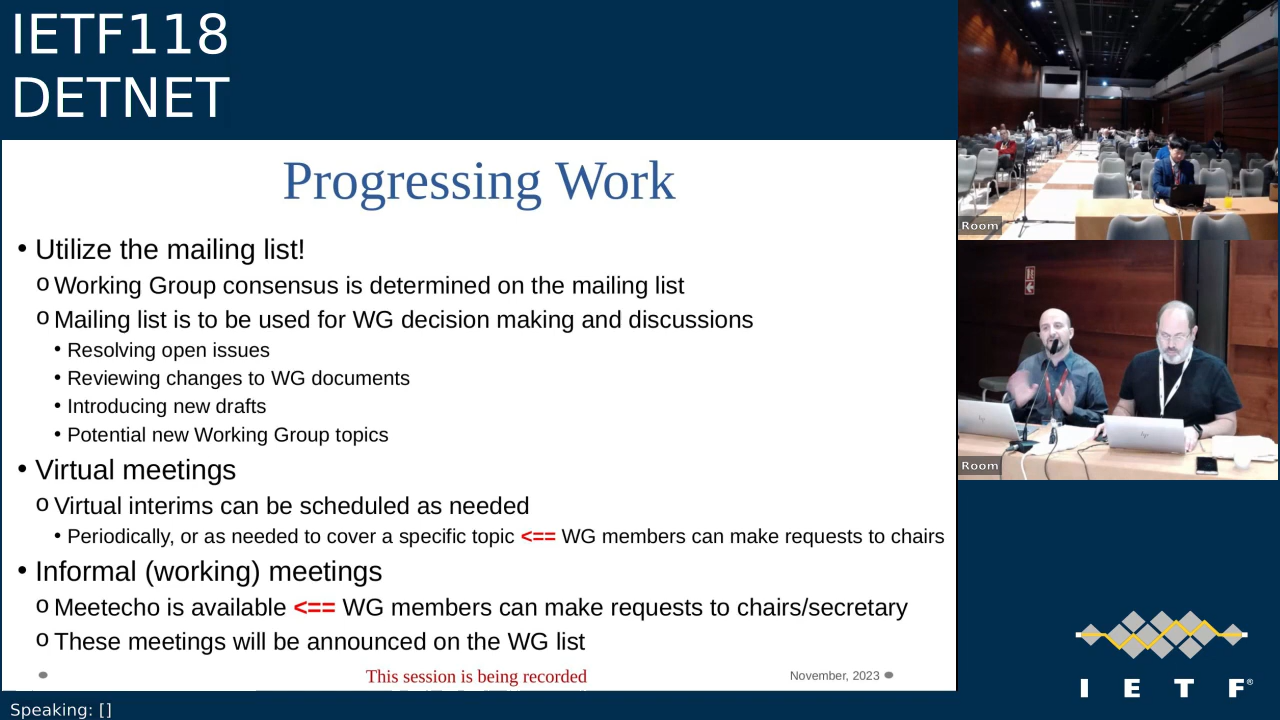 IETF118
DETNET
Progressing Work
• Utilize the mailing list!
o Working Group consensus is determined on the mailing list
o Mailing list is to be used for WG decision making and discussions
• Resolving open issues
• Reviewing changes to WG documents
• Introducing new drafts
• Potential new Working Group topics
• Virtual meetings
o Virtual interims can be scheduled as needed
• Periodically, or as needed to cover a specific topic <== WG members can make requests to chairs
• Informal (working) meetings
o Meetecho is available <== WG members can make requests to chairs/secretary
o These meetings will be announced on the WG list
This session is being recorded
November, 2023
Speaking: []
Room
Room
I E T F®